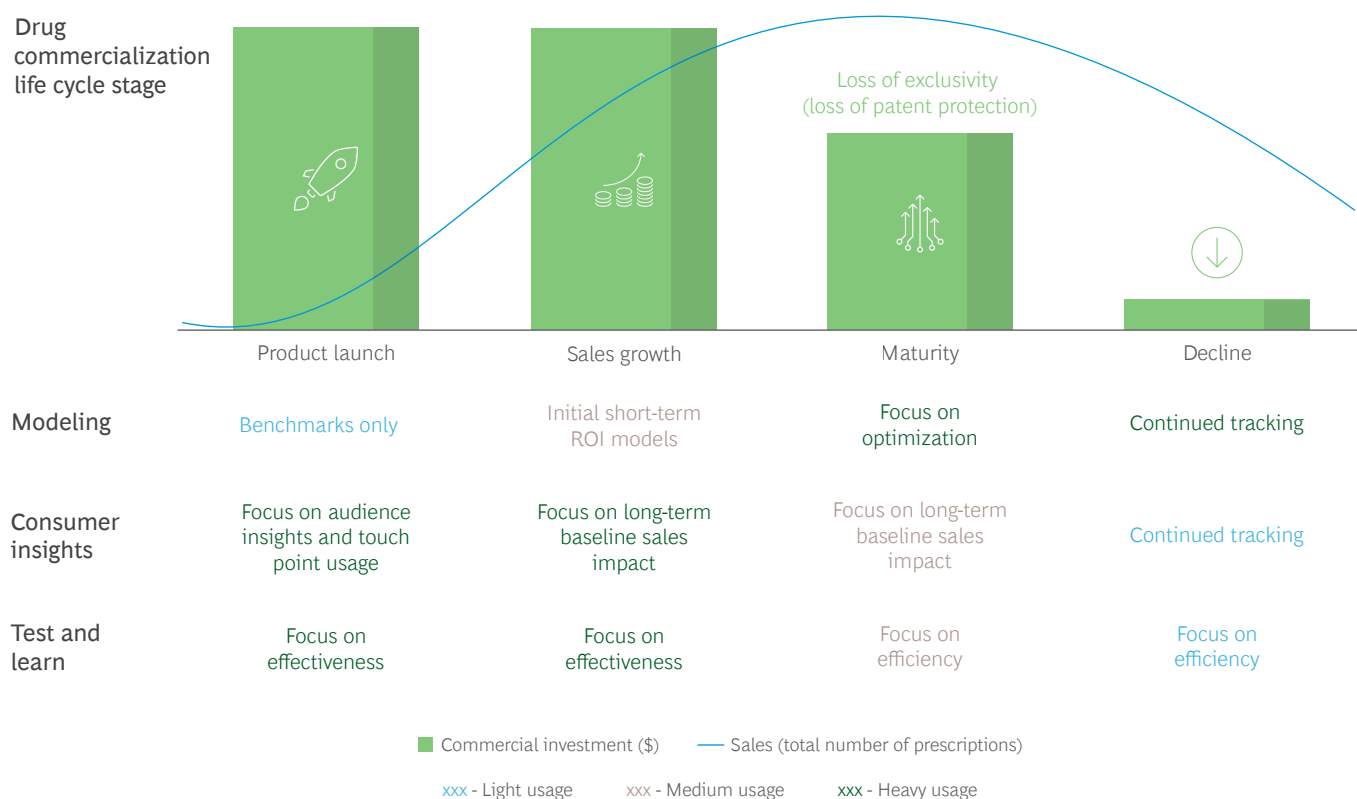 Drug
commercialization
life cycle stage
Loss of exclusivity
(loss of patent protection)
Product launch
Sales growth
Maturity
Decline
Modeling
Benchmarks only
Initial short-term
ROI models
Focus on
optimization
Continued tracking
Consumer
insights
Focus on audience
insights and touch
point usage
Focus on long-term
baseline sales
impact
Focus on long-term
baseline sales
impact
Continued tracking
Test and
learn
Focus on
effectiveness
Focus on
effectiveness
Focus on
efficiency
Focus on
efficiency
Commercial investment ($)
Sales (total number of prescriptions)
xxx - Light usage
xxx - Medium usage
xxx - Heavy usage